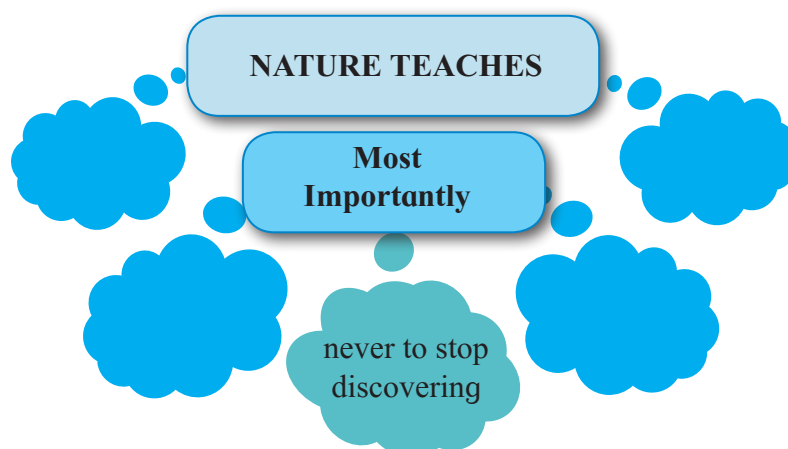 NATURE TEACHES
Most
Importantly
never to stop
discovering